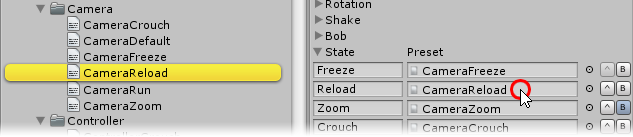 Camera
CameraCrouch
CameraDefault
CameraFreeze
CameraReload
CameraRun
CameraZoom
Controller
Rotation
Shake
Bob
State Preset
Freeze CameraFreeze B
Reload CameraReload B
Zoom CameraZoom B
Crouch CameraCrouch B